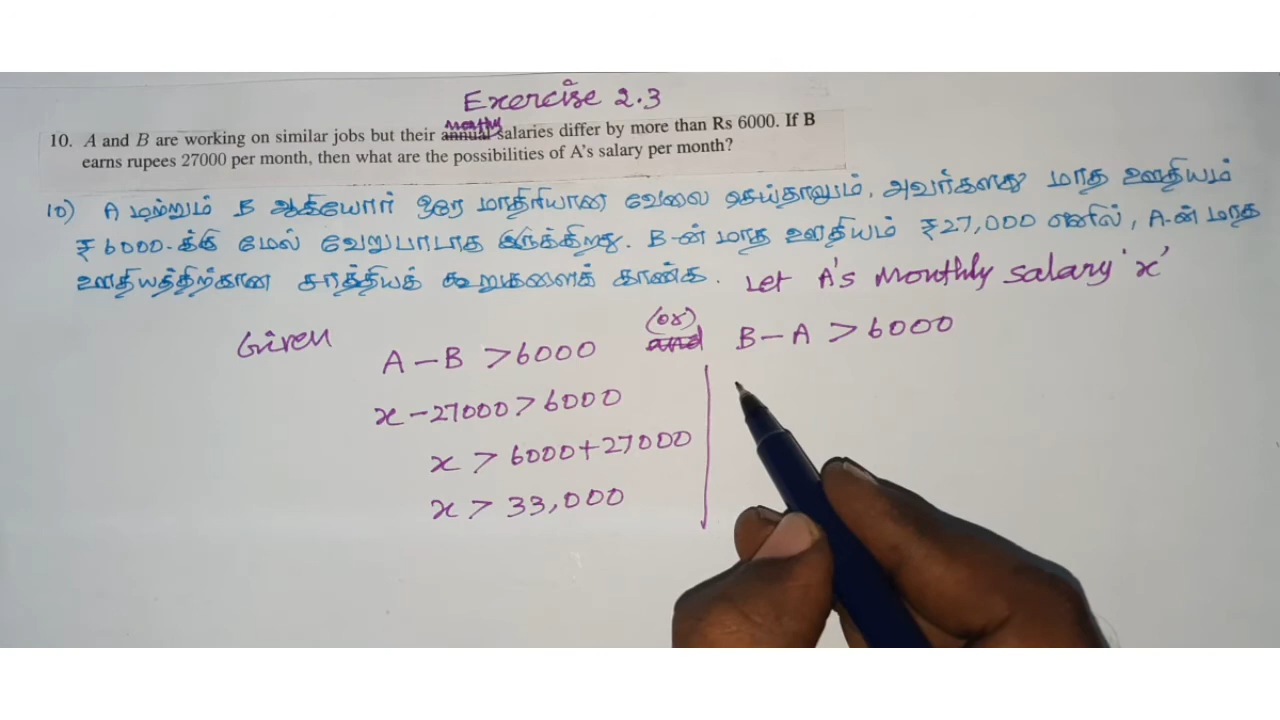 Exercise 2.3
monthly
10. A and B are working on similar jobs but their annual salaries differ by more than Rs 6000. If B
earns rupees 27000 per month, then what are the possibilities of A's salary per month?
10) A மற்றும் B ஆகியோர் ஒரே மாதிரியான வேலை செய்தாலும், அவர்களது மாத ஊதியம்
₹6000-க்கு மேல் வேறுபாடாக இருக்கிறது. B-ன் மாத ஊதியம் ₹27,000 எனில், A-ன் மாத
ஊதியத்திற்கான சாத்தியக் கூறுகளைக் காண்க. Let A's Monthly salary 'x'
Given A - B > 6000 (or) and B - A > 6000
x - 27000 > 6000
x > 6000 + 27000
x > 33,000